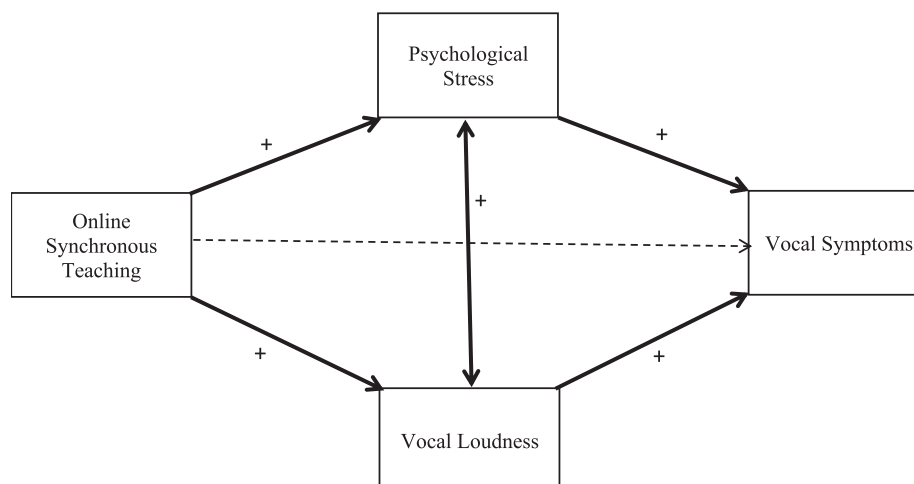 Psychological
Stress
+
+
+
Online
Synchronous
Teaching
Vocal Symptoms
+
+
Vocal Loudness